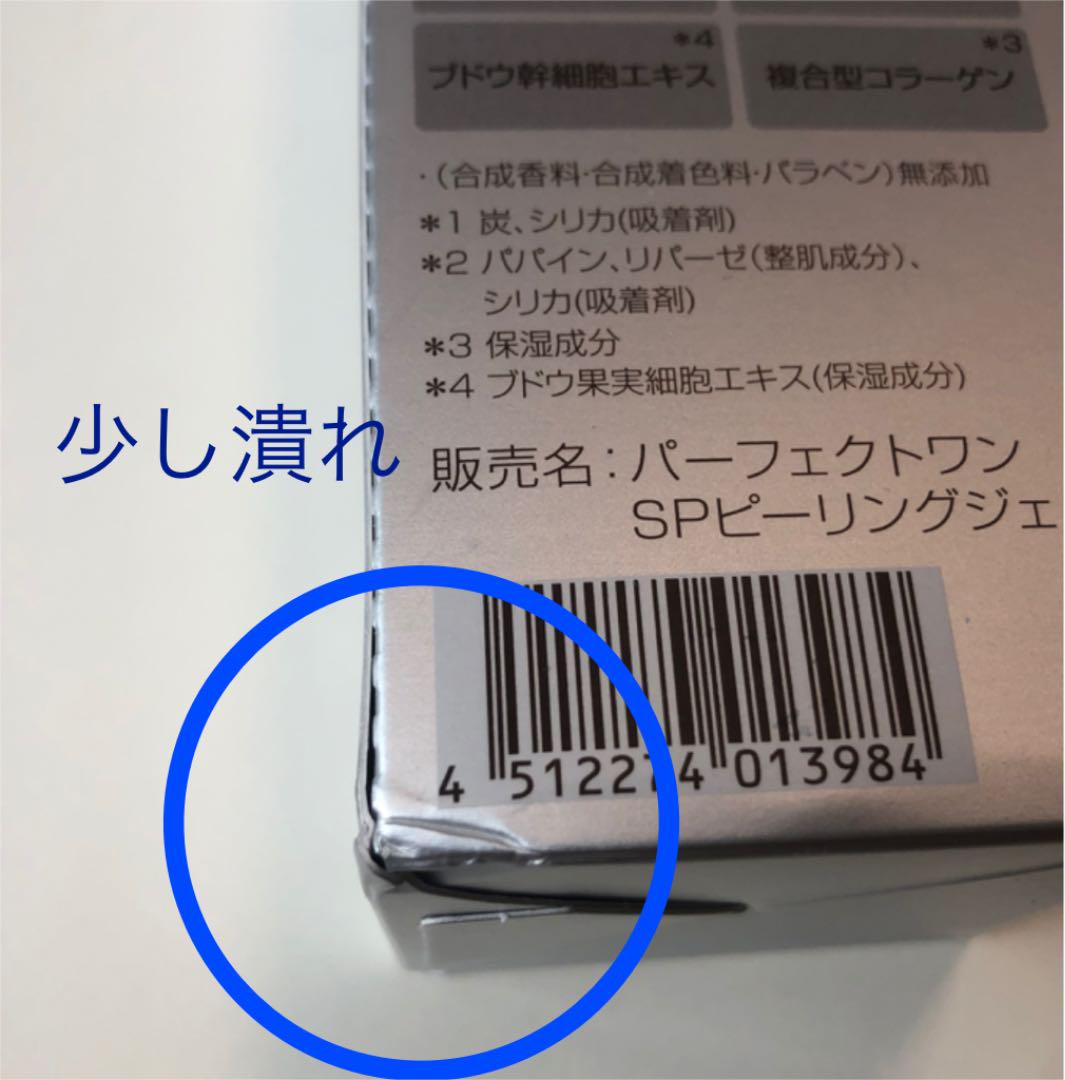 *4
ブドウ幹細胞エキス
*3
複合型コラーゲン
・(合成香料・合成着色料・パラベン)無添加
*1 炭、シリカ(吸着剤)
*2 パパイン、リパーゼ(整肌成分)、
シリカ(吸着剤)
*3 保湿成分
*4 ブドウ果実細胞エキス(保湿成分)
少し潰れ
販売名：パーフェクトワン
SPピーリングジェ
4 512274 013984